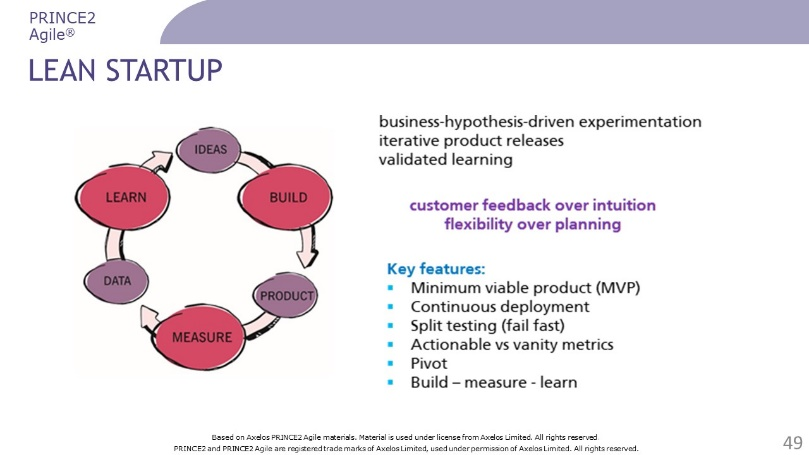 PRINCE2
Agile®
LEAN STARTUP
IDEAS
BUILD
PRODUCT
MEASURE
DATA
LEARN
business-hypothesis-driven experimentation
iterative product releases
validated learning
customer feedback over intuition
flexibility over planning
Key features:
▪ Minimum viable product (MVP)
▪ Continuous deployment
▪ Split testing (fail fast)
▪ Actionable vs vanity metrics
▪ Pivot
▪ Build – measure - learn
Based on Axelos PRINCE2 Agile materials. Material is used under license from Axelos Limited. All rights reserved
PRINCE2 and PRINCE2 Agile are registered trade marks of Axelos Limited, used under permission of Axelos Limited. All rights reserved.
49